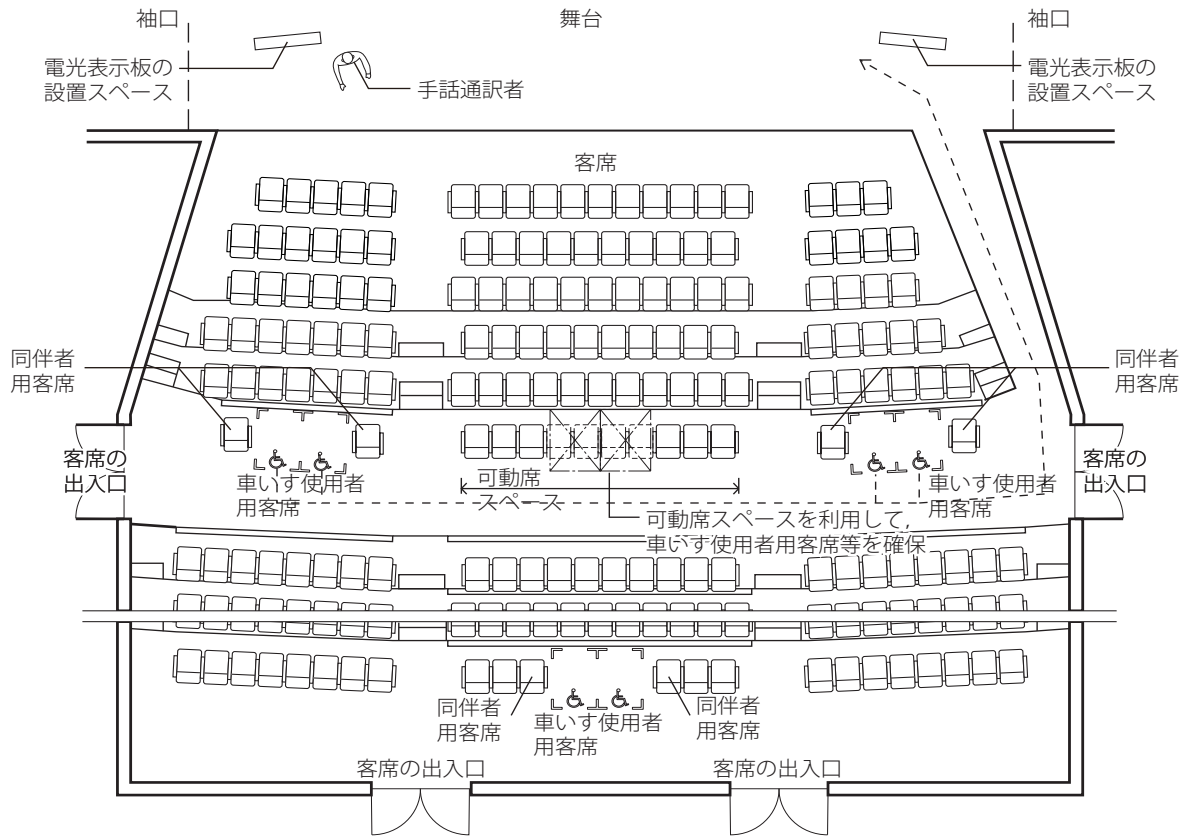 袖口
舞台
袖口
電光表示板の
設置スペース
手話通訳者
電光表示板の
設置スペース
客席
同伴者
用客席
同伴者
用客席
客席の
出入口
車いす使用者
用客席
可動席
スペース
車いす使用者
用客席
客席の
出入口
可動席スペースを利用して,
車いす使用者用客席等を確保
同伴者
用客席
車いす使用者
用客席
同伴者
用客席
客席の出入口
客席の出入口